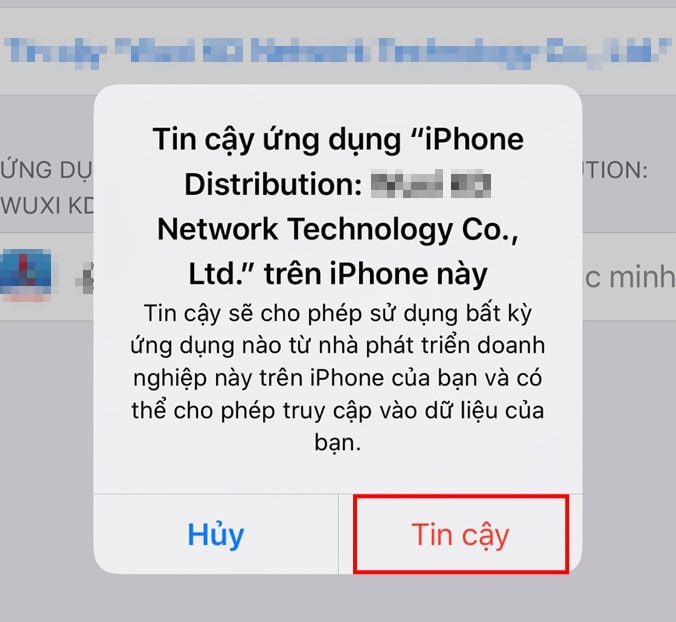 ỨNG DỤ
TION:
WUXI KD
Tin cậy ứng dụng “iPhone
Distribution:
Network Technology Co.,
Ltd.” trên iPhone này
Tin cậy sẽ cho phép sử dụng bất kỳ
ứng dụng nào từ nhà phát triển doanh
nghiệp này trên iPhone của bạn và có
thể cho phép truy cập vào dữ liệu của
bạn.
c minh
Hủy
Tin cậy